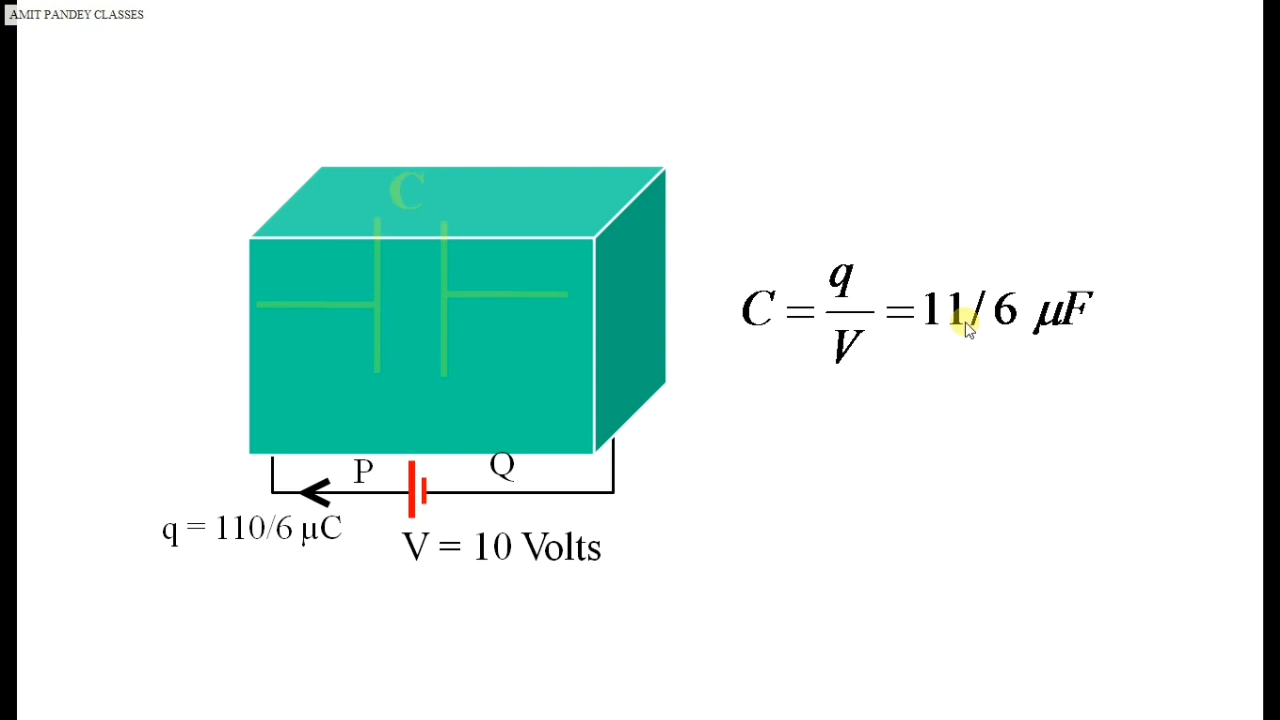 AMIT PANDEY CLASSES
C
C = q/V = 11/6 μF
P
Q
q = 110/6 μC
V = 10 Volts